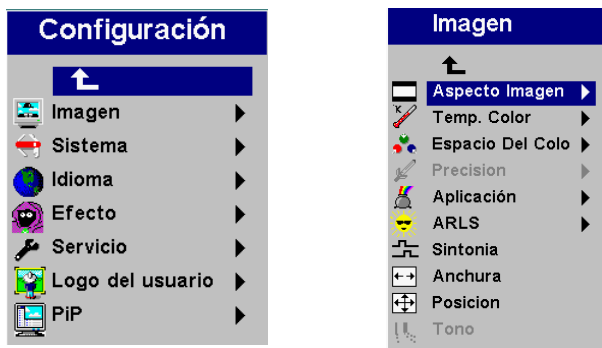 Configuración
Imagen
Sistema
Idioma
Efecto
Servicio
Logo del usuario
PiP
Imagen
Aspecto Imagen
Temp. Color
Espacio Del Colo
Precision
Aplicación
ARLS
Sintonia
Anchura
Posicion
Tono